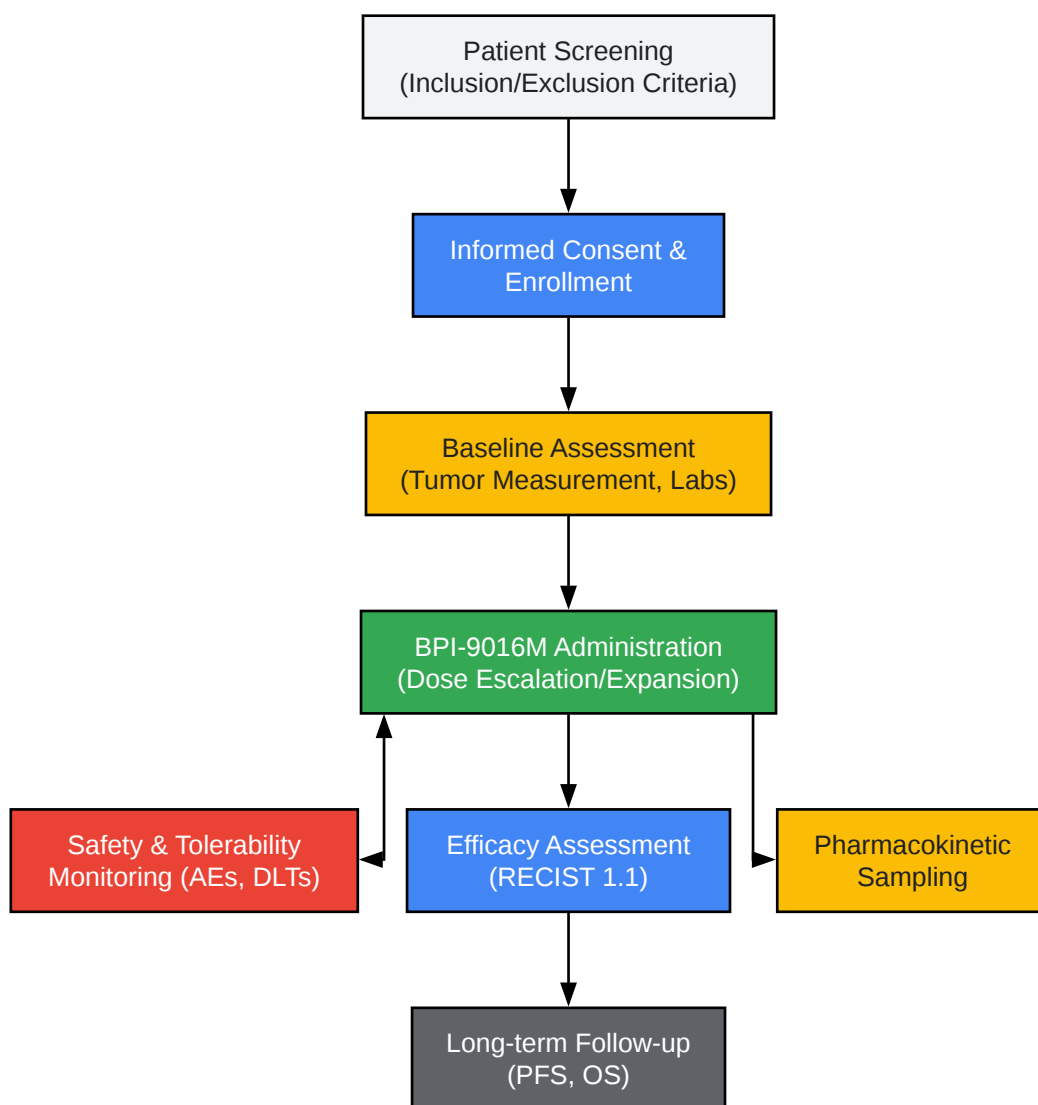 Patient Screening
(Inclusion/Exclusion Criteria)
Informed Consent &
Enrollment
Baseline Assessment
(Tumor Measurement, Labs)
BPI-9016M Administration
(Dose Escalation/Expansion)
Safety & Tolerability
Monitoring (AEs, DLTs)
Efficacy Assessment
(RECIST 1.1)
Pharmacokinetic
Sampling
Long-term Follow-up
(PFS, OS)